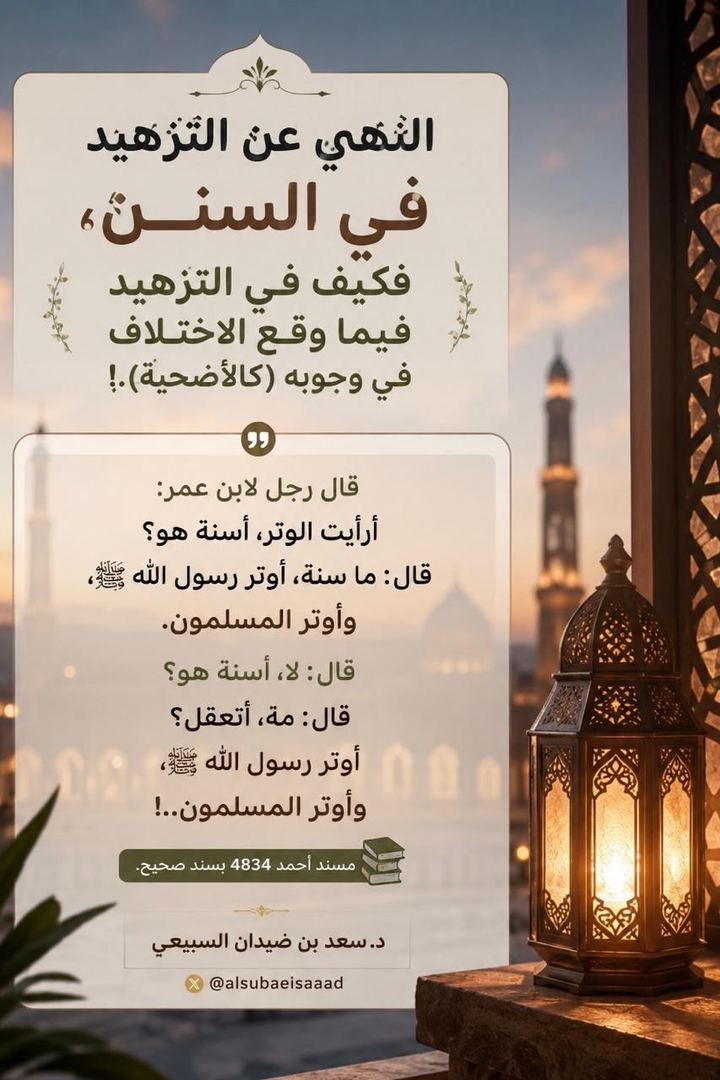 النهي عن التزهيد
في السنن،
فكيف في التزهيد
فيما وقع الاختلاف
في وجوبه (كالأضحية).!
قال رجل لابن عمر:
أرأيت الوتر، أسنة هو؟
قال: ما سنة، أوتر رسول الله ﷺ،
وأوتر المسلمون.
قال: لا، أسنة هو؟
قال: مة، أتعقل؟
أوتر رسول الله ﷺ،
وأوتر المسلمون..!
مسند أحمد 4834 بسند صحيح.
د.سعد بن ضيدان السبيعي
@alsubaeisaaad